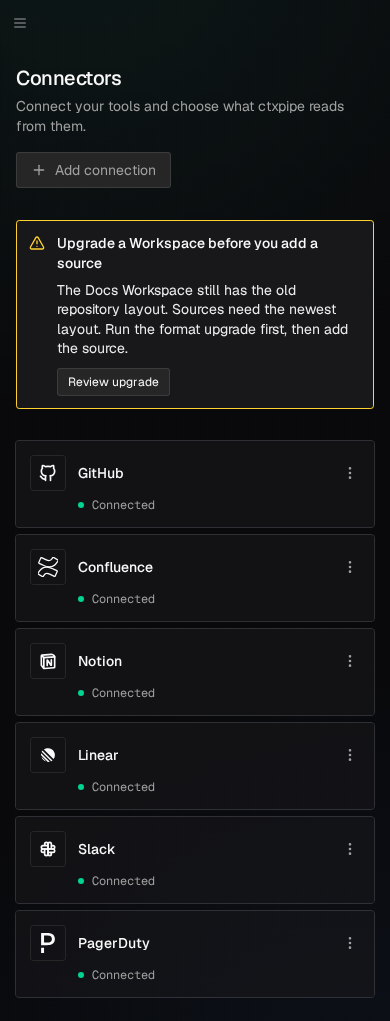 Connectors
Connect your tools and choose what ctxpipe reads
from them.
Add connection
Upgrade a Workspace before you add a
source
The Docs Workspace still has the old
repository layout. Sources need the newest
layout. Run the format upgrade first, then add
the source.
Review upgrade
GitHub
Connected
Confluence
Connected
Notion
Connected
Linear
Connected
Slack
Connected
PagerDuty
Connected